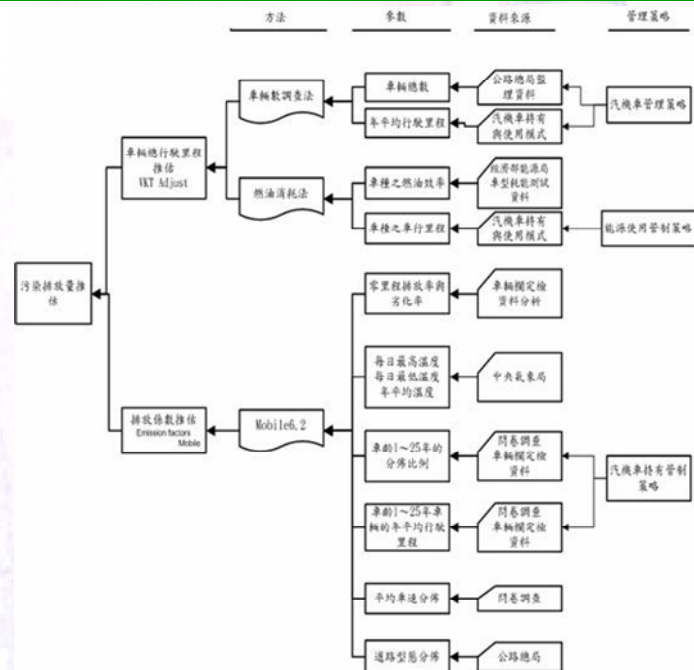 方法
參數
資料來源
管理策略
車輛數調查法
車輛總數
公路總局監
理資料
汽機車管理策略
年平均行駛里程
汽機車持有
與使用模式
車輛總行駛里程
推估
VKT Adjust
燃油消耗法
車種之燃油效率
經濟部能源局
車型耗能測試
資料
車種之車行里程
汽機車持有
與使用模式
能源使用管制策略
污染排放量推
估
零里程排放率與
劣化率
車輛攔定檢
資料分析
每日最高溫度
每日最低溫度
年平均溫度
中央氣象局
排放係數推估
Emission factors
Mobile
Mobile6.2
車齡1～25年的
分佈比例
問卷調查
車輛攔定檢
資料
汽機車持有管制
策略
車齡1～25年車
輛的年平均行駛
里程
問卷調查
車輛攔定檢
資料
平均車速分佈
問卷調查
道路型態分佈
公路總局